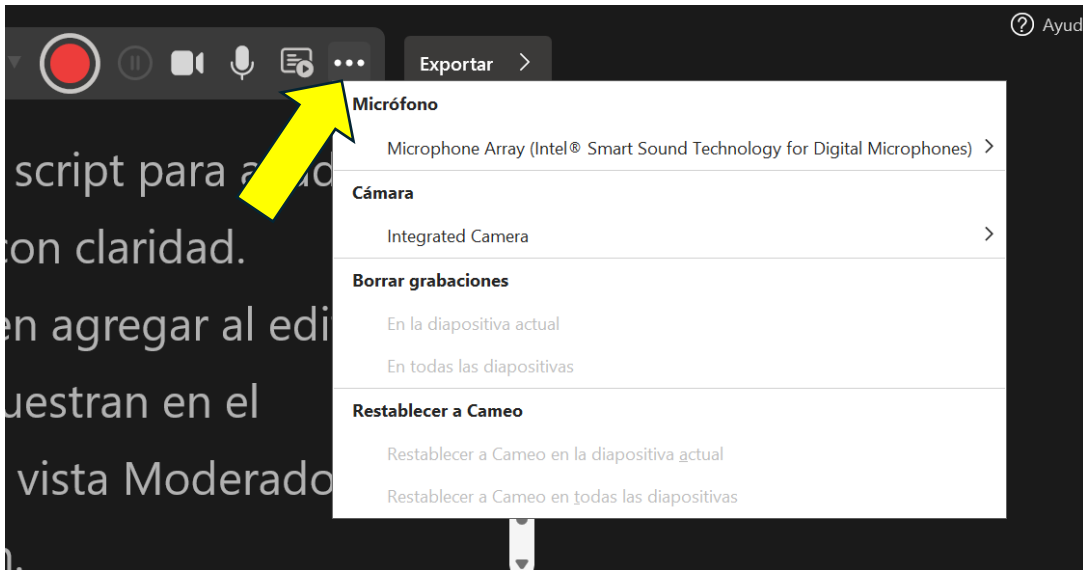 Ayud
Exportar
Micrófono
Microphone Array (Intel® Smart Sound Technology for Digital Microphones)
script para
Cámara
con claridad.
Integrated Camera
Borrar grabaciones
en agregar al edi
En la diapositiva actual
En todas las diapositivas
uestran en el
Restablecer a Cameo
Restablecer a Cameo en la diapositiva actual
vista Moderado
Restablecer a Cameo en todas las diapositivas